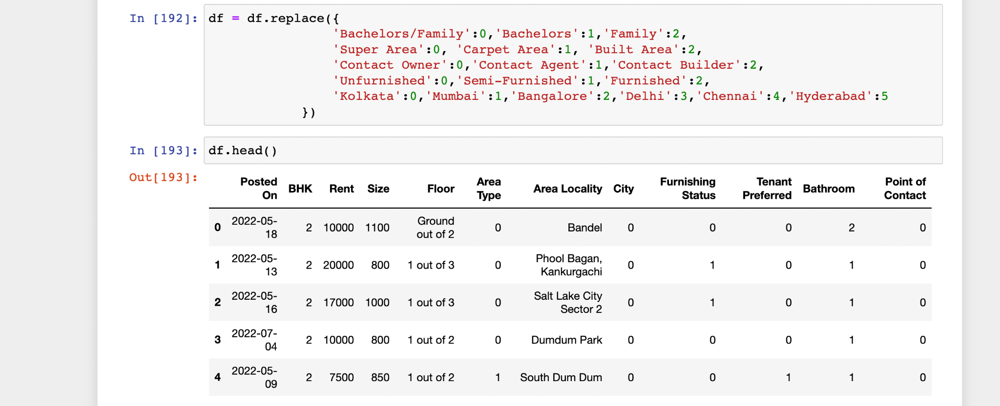 In [192]: df = df.replace({
'Bachelors/Family':0,'Bachelors':1,'Family':2,
'Super Area':0, 'Carpet Area':1, 'Built Area':2,
'Contact Owner':0,'Contact Agent':1,'Contact Builder':2,
'Unfurnished':0,'Semi-Furnished':1,'Furnished':2,
'Kolkata':0,'Mumbai':1,'Bangalore':2,'Delhi':3,'Chennai':4,'Hyderabad':5
})
In [193]: df.head()
Out[193]:
Posted On BHK Rent Size Floor Area Type Area Locality City Furnishing Status Tenant Preferred Bathroom Point of Contact
0 2022-05-18 2 10000 1100 Ground out of 2 0 Bandel 0 0 0 2 0
1 2022-05-13 2 20000 800 1 out of 3 0 Phool Bagan, Kankurgachi 0 1 0 1 0
2 2022-05-16 2 17000 1000 1 out of 3 0 Salt Lake City Sector 2 0 1 0 1 0
3 2022-07-04 2 10000 800 1 out of 2 0 Dumdum Park 0 0 0 1 0
4 2022-05-09 2 7500 850 1 out of 2 1 South Dum Dum 0 0 1 1 0